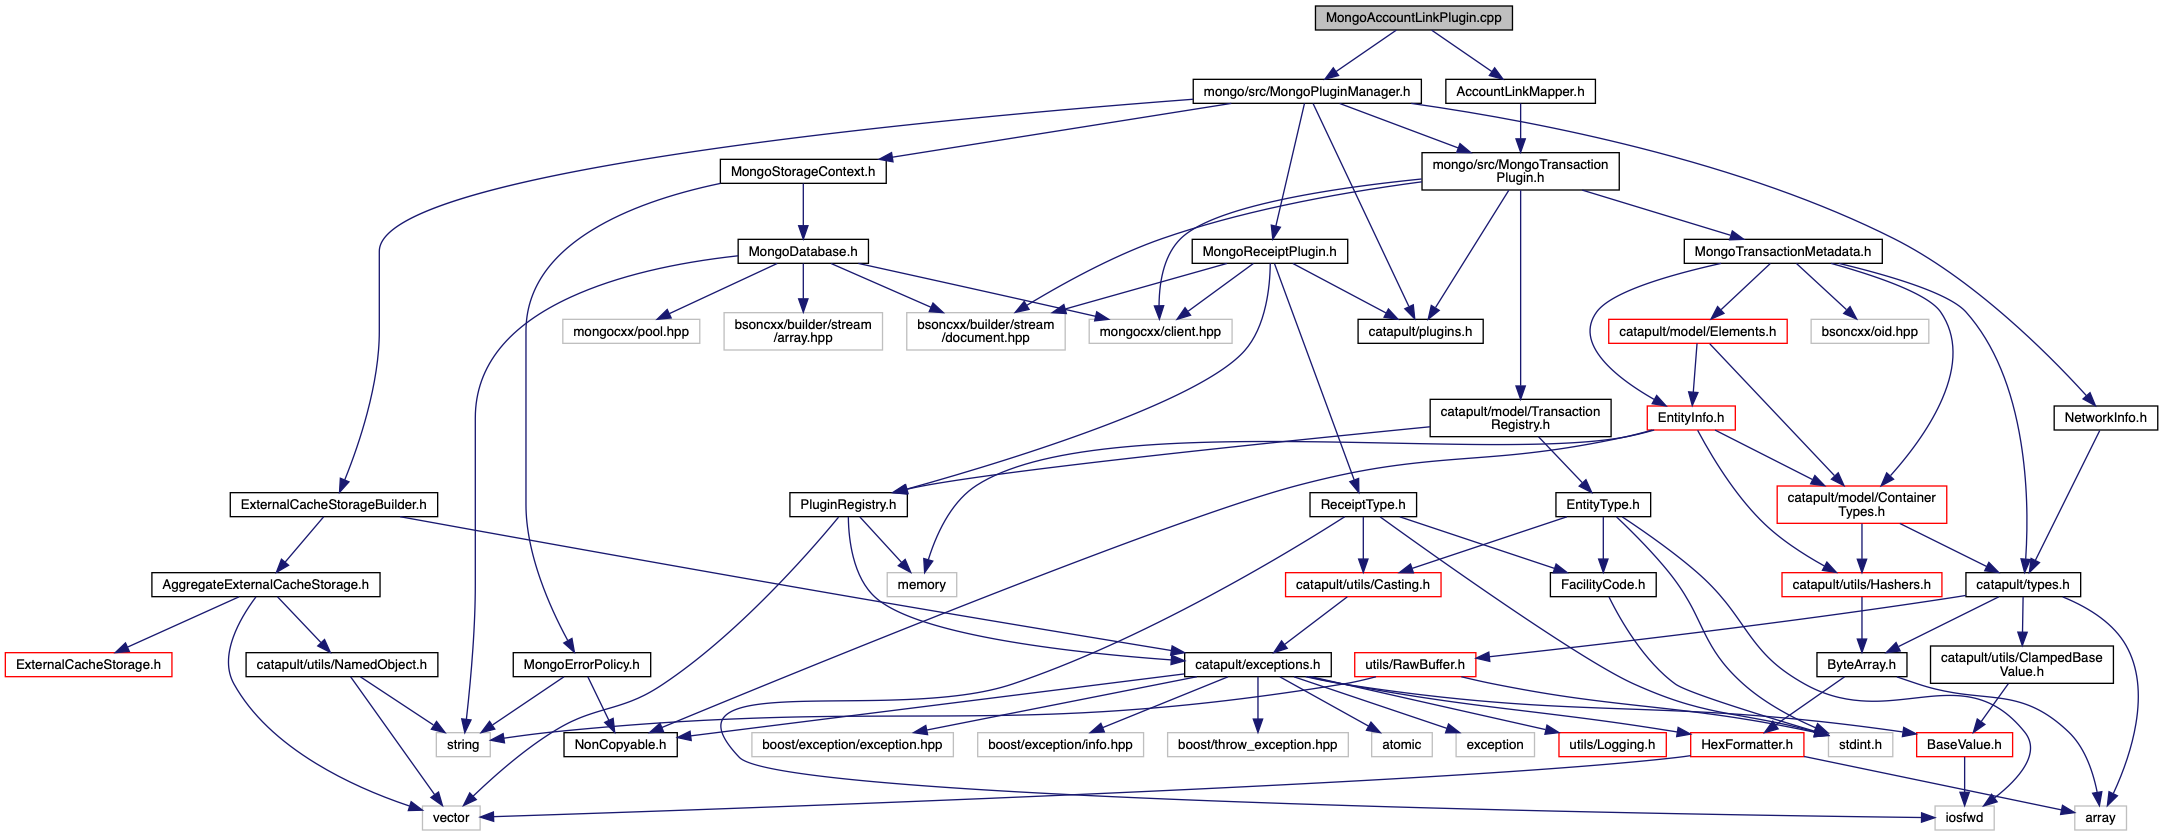 MongoAccountLinkPlugin.cpp
mongo/src/MongoPluginManager.h
AccountLinkMapper.h
MongoStorageContext.h
mongo/src/MongoTransaction
Plugin.h
MongoDatabase.h
MongoReceiptPlugin.h
MongoTransactionMetadata.h
mongocxx/pool.hpp
bsoncxx/builder/stream
/array.hpp
bsoncxx/builder/stream
/document.hpp
mongocxx/client.hpp
catapult/plugins.h
catapult/model/Elements.h
bsoncxx/oid.hpp
catapult/model/Transaction
Registry.h
EntityInfo.h
NetworkInfo.h
ExternalCacheStorageBuilder.h
PluginRegistry.h
ReceiptType.h
EntityType.h
catapult/model/Container
Types.h
AggregateExternalCacheStorage.h
memory
catapult/utils/Casting.h
FacilityCode.h
catapult/utils/Hashers.h
catapult/types.h
ExternalCacheStorage.h
catapult/utils/NamedObject.h
MongoErrorPolicy.h
catapult/exceptions.h
utils/RawBuffer.h
ByteArray.h
catapult/utils/ClampedBase
Value.h
string
NonCopyable.h
boost/exception/exception.hpp
boost/exception/info.hpp
boost/throw_exception.hpp
atomic
exception
utils/Logging.h
HexFormatter.h
stdint.h
BaseValue.h
vector
iosfwd
array